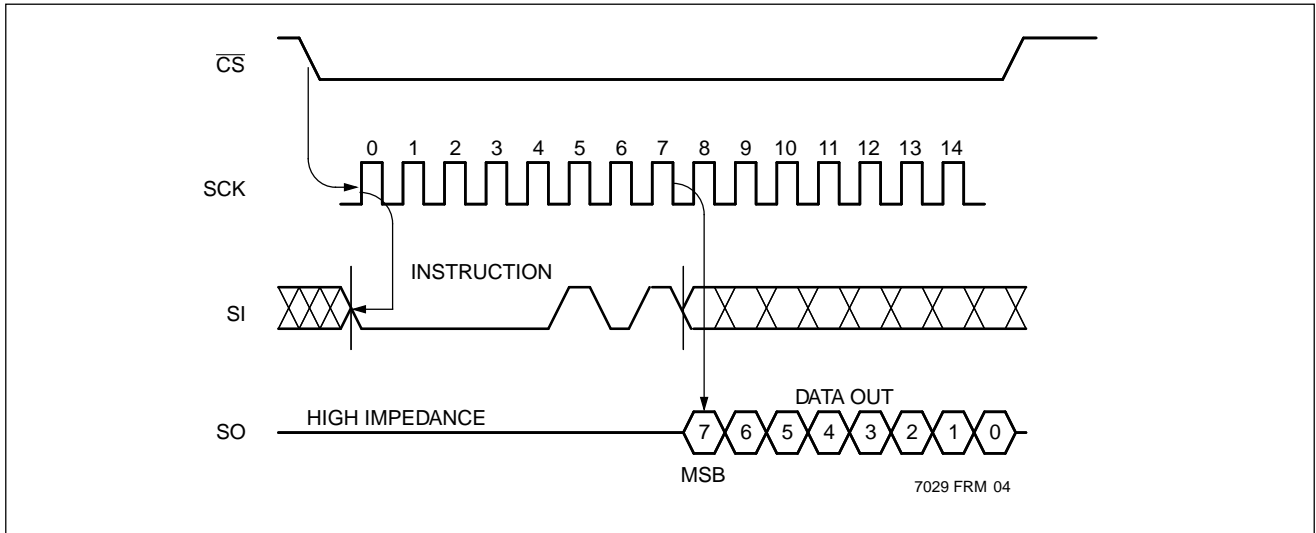 C̅S̅
0 1 2 3 4 5 6 7 8 9 10 11 12 13 14
SCK
INSTRUCTION
SI
DATA OUT
HIGH IMPEDANCE
SO
7 6 5 4 3 2 1 0
MSB
7029 FRM 04